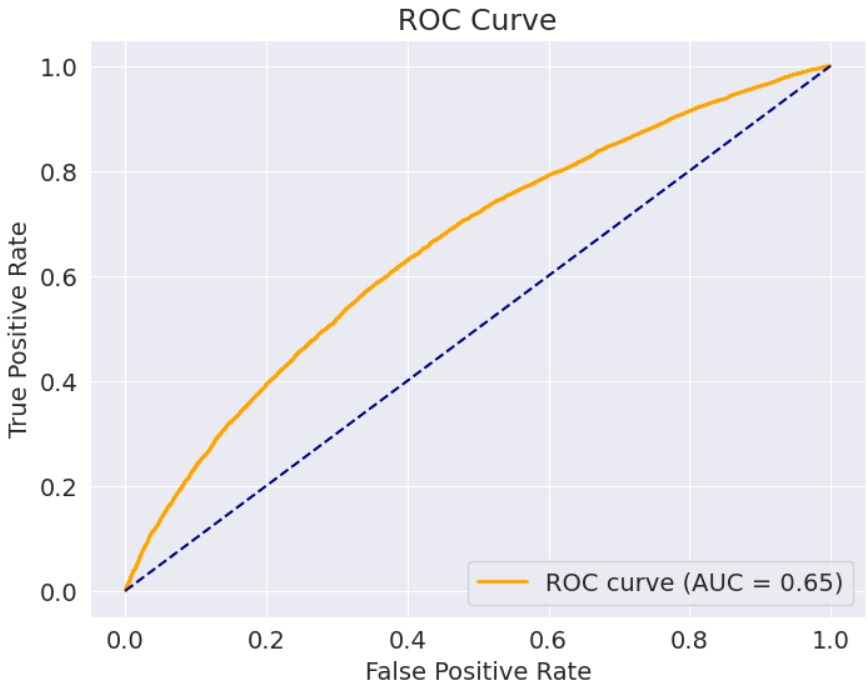 ROC Curve
1.0
0.8
0.6
0.4
0.2
0.0
True Positive Rate
ROC curve (AUC = 0.65)
0.0 0.2 0.4 0.6 0.8 1.0
False Positive Rate